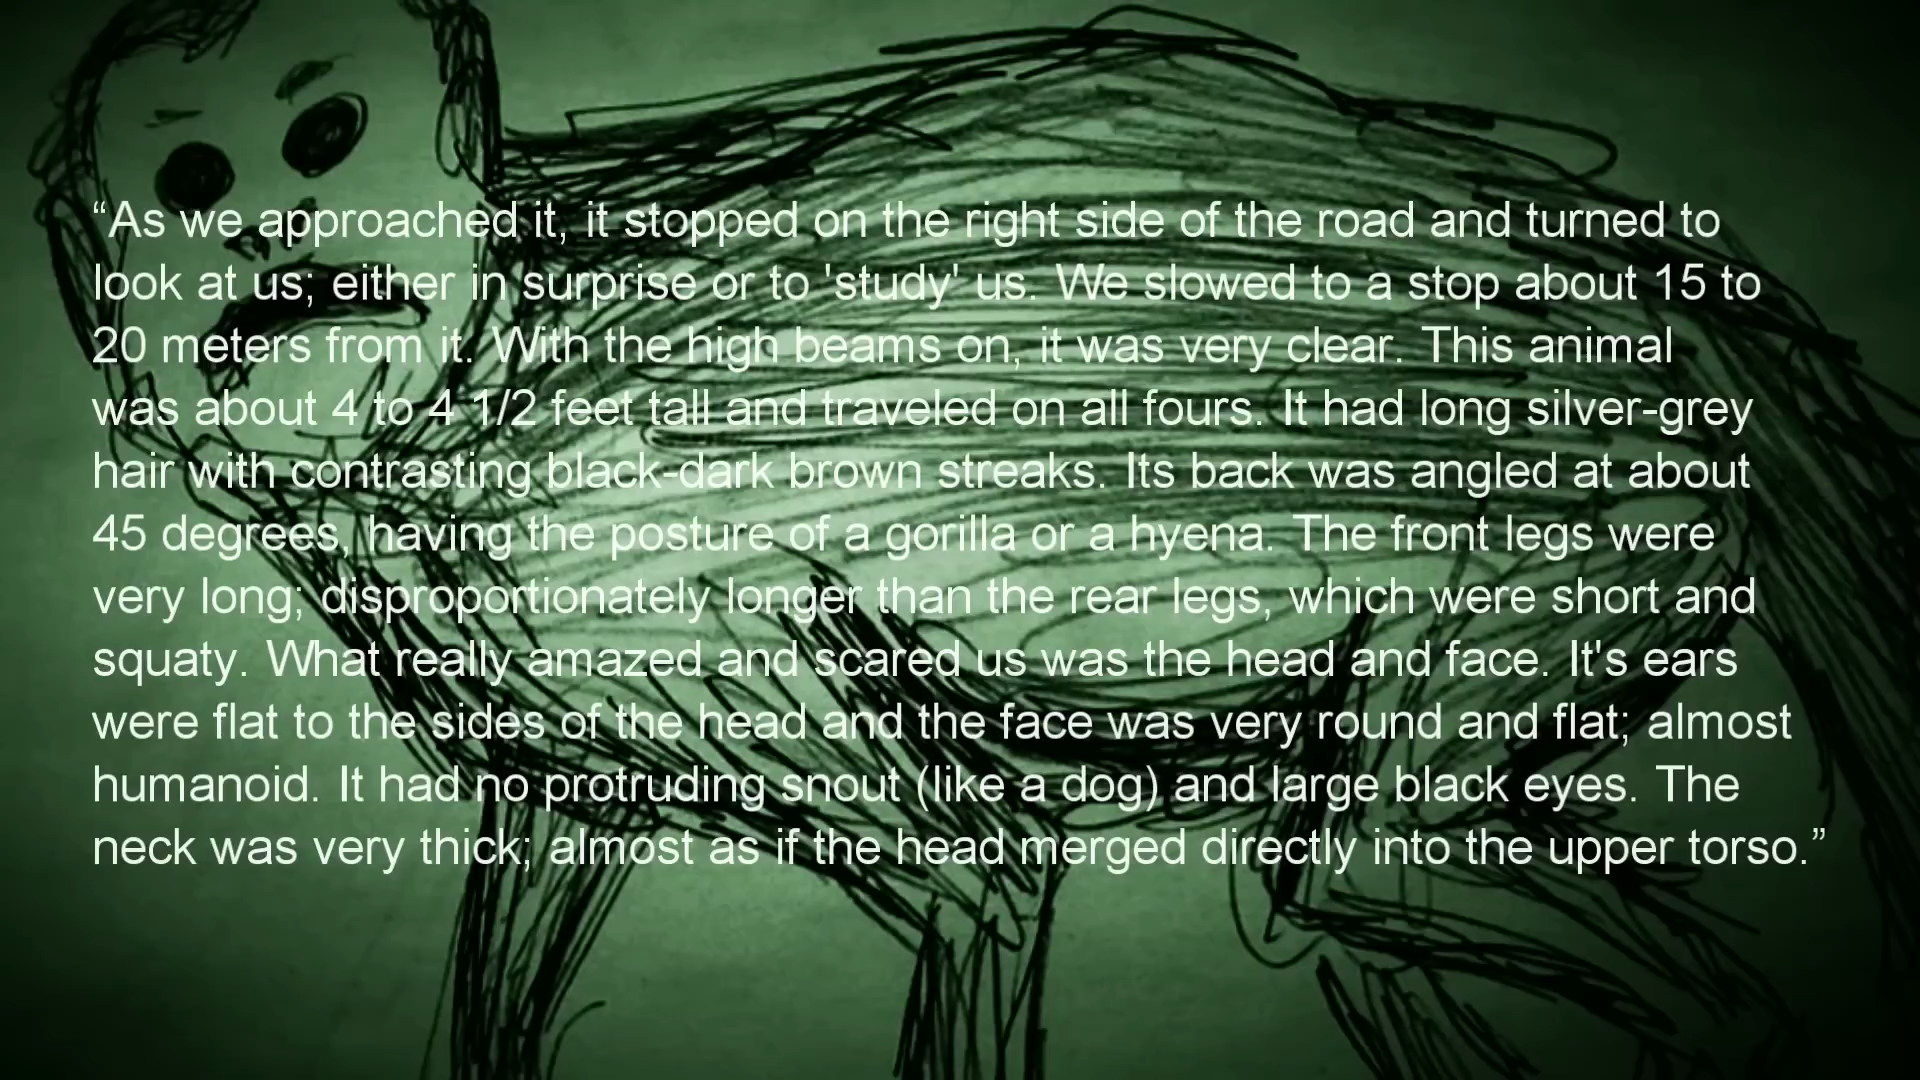 “As we approached it, it stopped on the right side of the road and turned to
look at us; either in surprise or to 'study' us. We slowed to a stop about 15 to
20 meters from it. With the high beams on, it was very clear. This animal
was about 4 to 4 1/2 feet tall and traveled on all fours. It had long silver-grey
hair with contrasting black-dark brown streaks. Its back was angled at about
45 degrees, having the posture of a gorilla or a hyena. The front legs were
very long; disproportionately longer than the rear legs, which were short and
squaty. What really amazed and scared us was the head and face. It's ears
were flat to the sides of the head and the face was very round and flat; almost
humanoid. It had no protruding snout (like a dog) and large black eyes. The
neck was very thick; almost as if the head merged directly into the upper torso.”